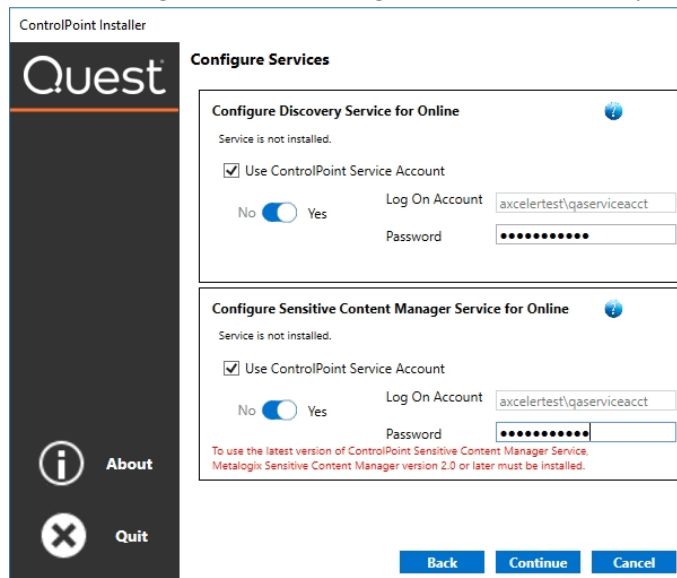 ControlPoint Installer
Quest
Configure Services
Configure Discovery Service for Online
Service is not installed.
Use ControlPoint Service Account
No Yes
Log On Account axcelertest\qaserviceacct
Password •••••••••••
Configure Sensitive Content Manager Service for Online
Service is not installed.
Use ControlPoint Service Account
No Yes
Log On Account axcelertest\qaserviceacct
Password •••••••••••
To use the latest version of ControlPoint Sensitive Content Manager Service,
Metalogix Sensitive Content Manager version 2.0 or later must be installed.
About
Quit
Back Continue Cancel